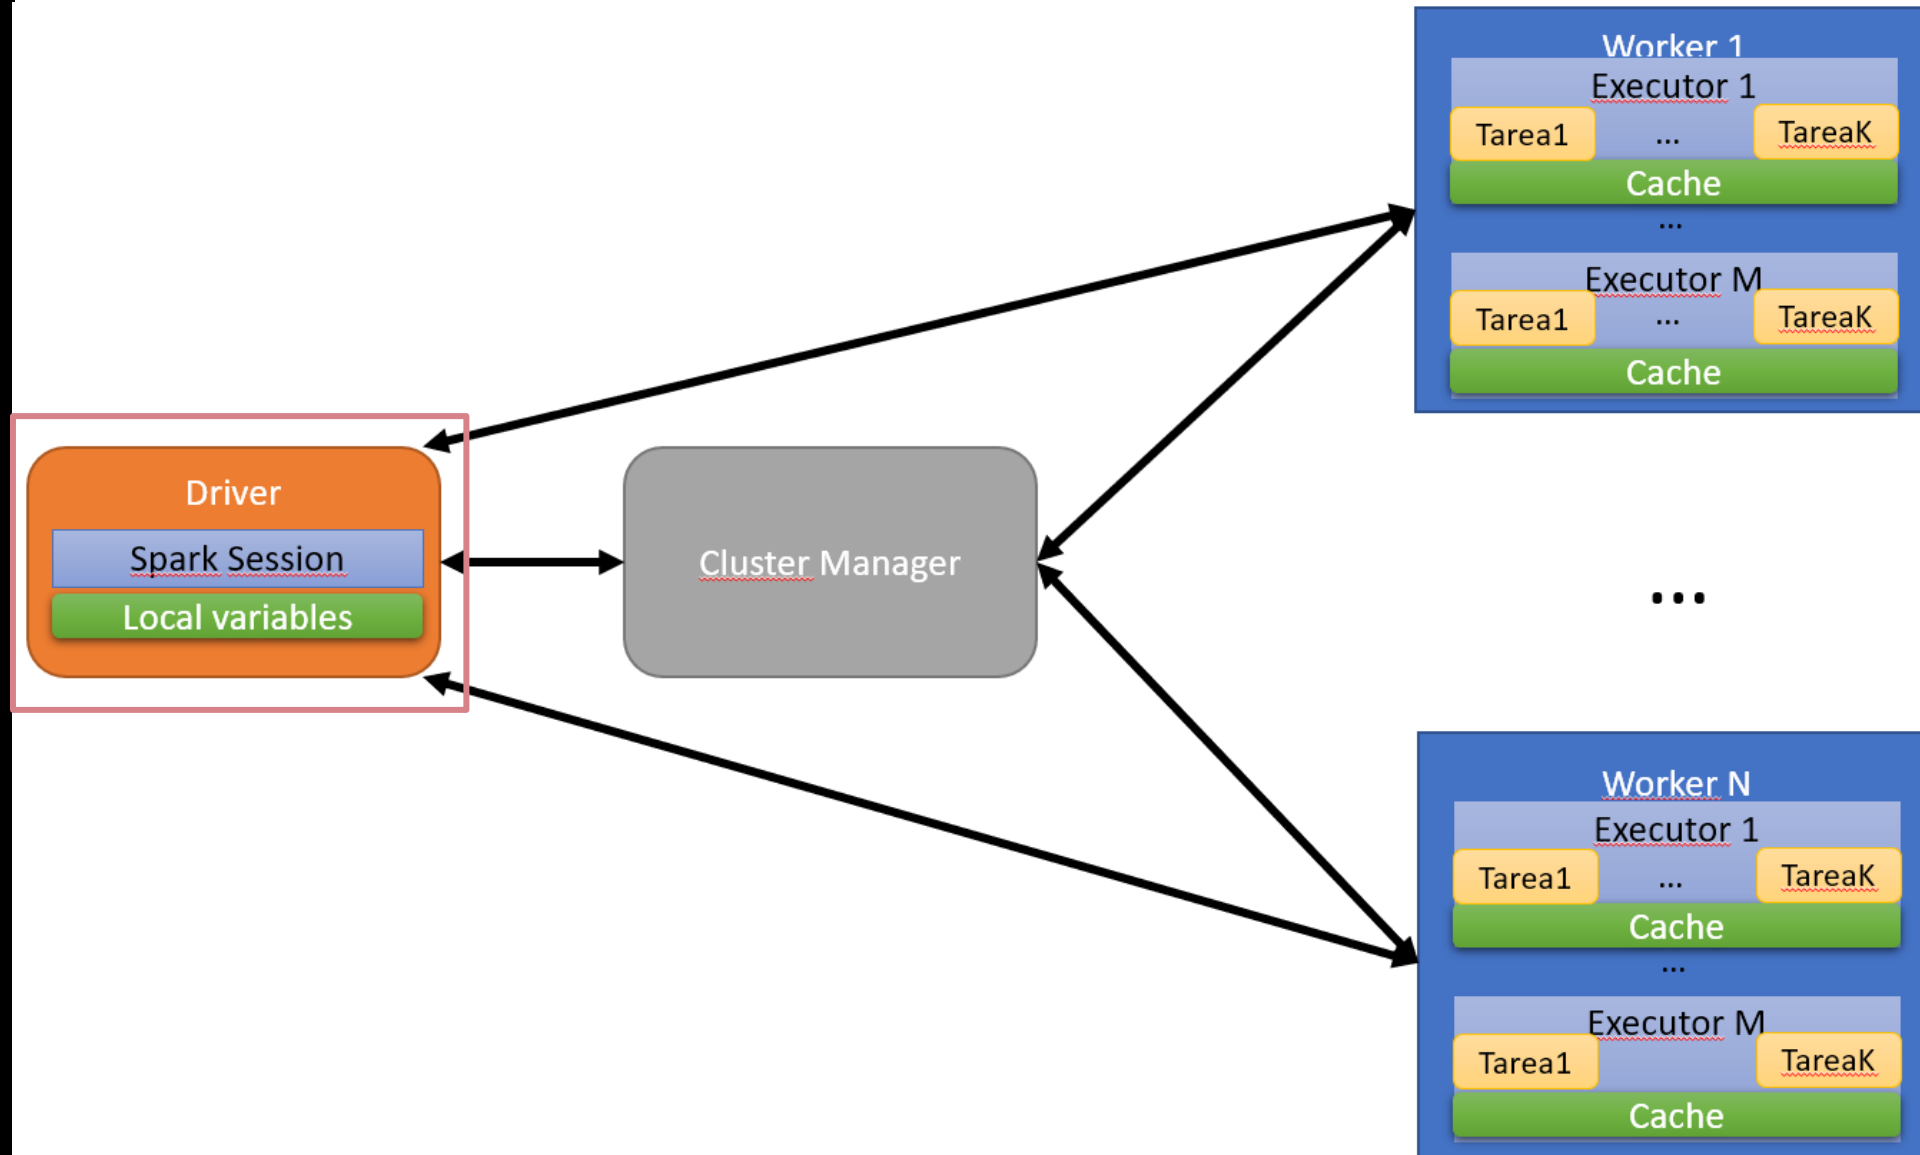 Driver
Spark Session
Local variables
Cluster Manager
Worker 1
Executor 1
Tarea1 ... TareaK
Cache
...
Executor M
Tarea1 ... TareaK
Cache
...
Worker N
Executor 1
Tarea1 ... TareaK
Cache
...
Executor M
Tarea1 TareaK
Cache